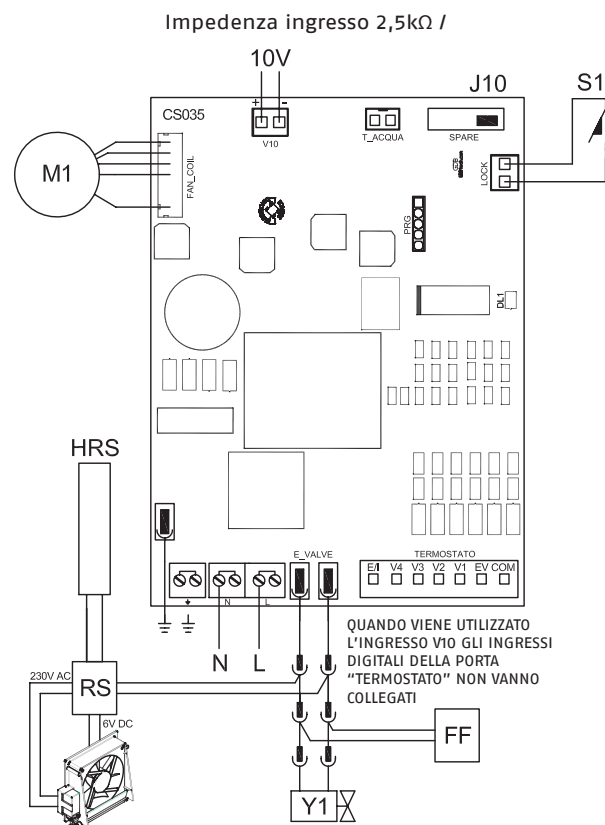 Impedenza ingresso 2,5kΩ /
10V
J10
S1
CS035
+ -
V10
T_ACQUA
SPARE
M1
FAN_COIL
LOCK
PRG
DL1
HRS
E_VALVE
TERMOSTATO
E/I V4 V3 V2 V1 EV COM
N
L
N L
QUANDO VIENE UTILIZZATO
L'INGRESSO V10 GLI INGRESSI
DIGITALI DELLA PORTA
"TERMOSTATO" NON VANNO
COLLEGATI
230V AC
RS
6V DC
FF
Y1